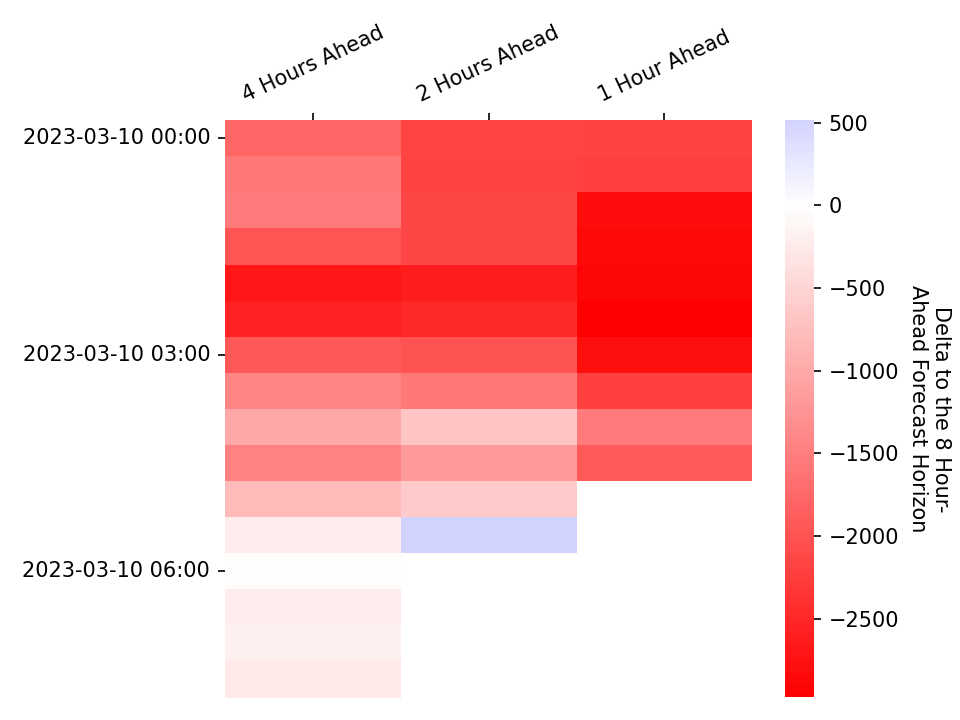 4 Hours Ahead
2 Hours Ahead
1 Hour Ahead
2023-03-10 00:00
2023-03-10 03:00
2023-03-10 06:00
500
0
−500
−1000
−1500
−2000
−2500
Delta to the 8 Hour-
Ahead Forecast Horizon